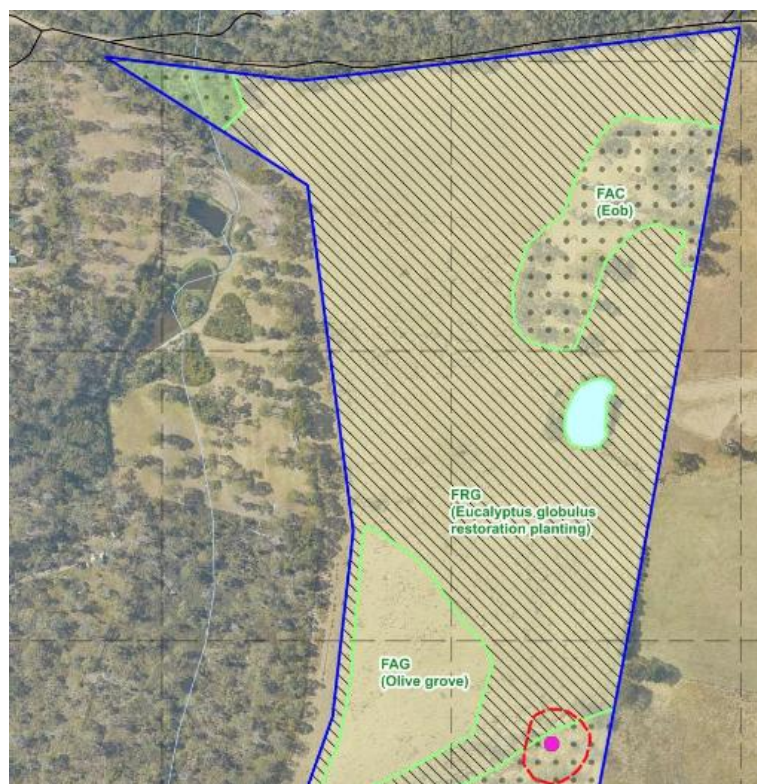 FAC
(Eob)
FRG
(Eucalyptus globulus
restoration planting)
FAG
(Olive grove)